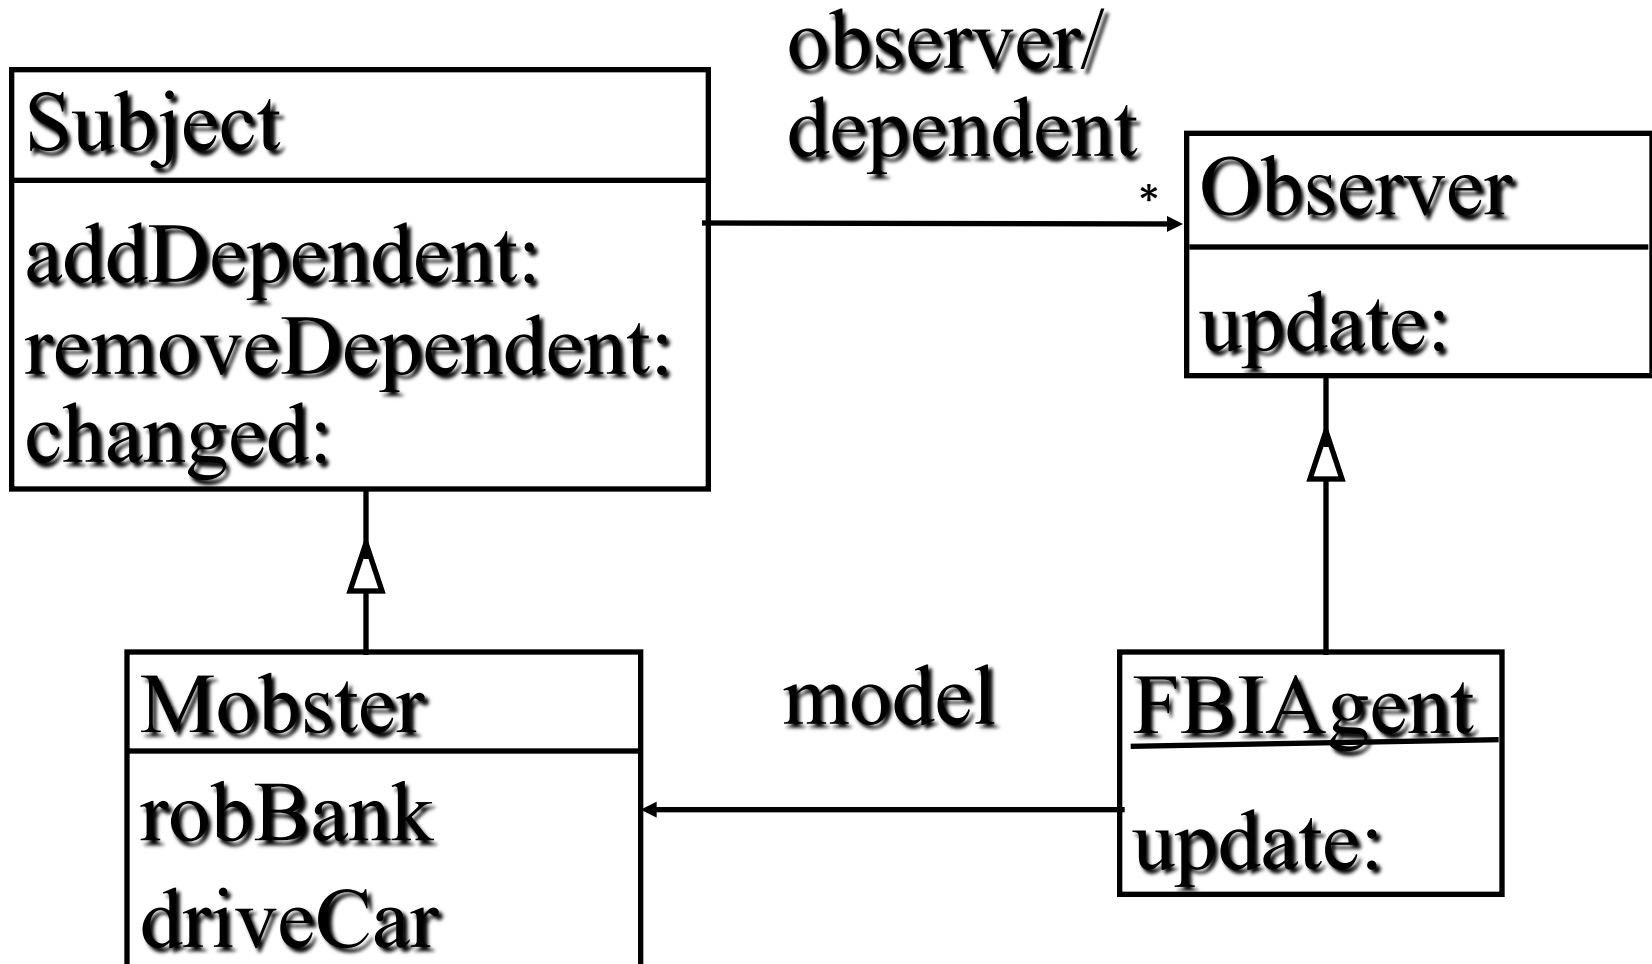 Subject
addDependent:
removeDependent:
changed:
observer/
dependent
*
Observer
update:
Mobster
robBank
driveCar
model
FBIAgent
update: